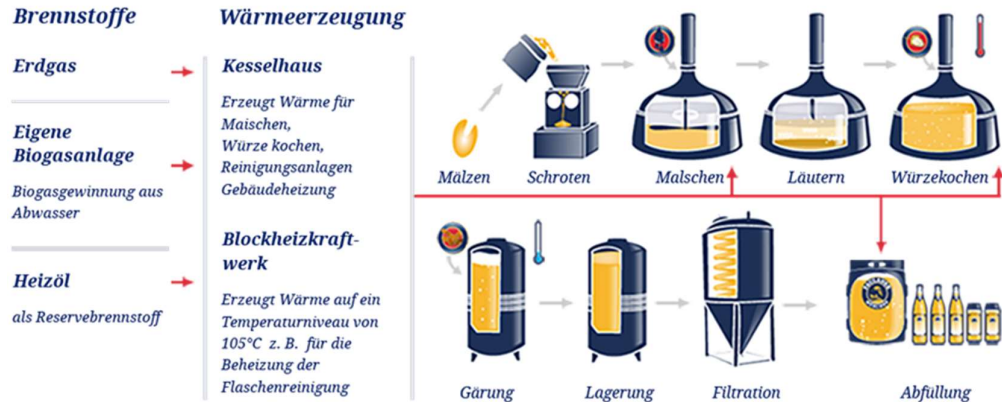 Brennstoffe
Erdgas
Eigene
Biogasanlage
Biogasgewinnung aus
Abwasser
Heizöl
als Reservebrennstoff
Wärmeerzeugung
Kesselhaus
Erzeugt Wärme für
Maischen,
Würze kochen,
Reinigungsanlagen
Gebäudeheizung
Blockheizkraft-
werk
Erzeugt Wärme auf ein
Temperaturniveau von
105°C z. B. für die
Beheizung der
Flaschenreinigung
Mälzen
Schroten
Malschen
Läutern
Würzekochen
Gärung
Lagerung
Filtration
Abfüllung